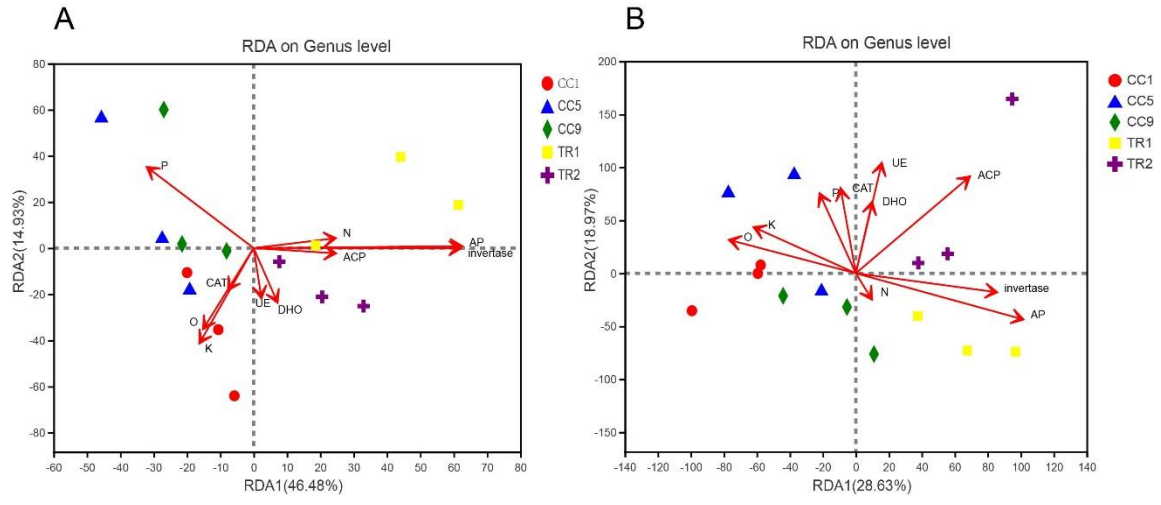 A
RDA on Genus level
80
60
40
20
0
-20
-40
-60
-80
-60
-50
-40
-30
-20
-10
0
10
20
30
40
50
60
70
80
RDA2(14.93%)
RDA1(46.48%)
P
N
AP
invertase
ACP
CAT
UE
DHO
O
K
CC1
CC5
CC9
TR1
TR2
B
RDA on Genus level
200
150
100
50
0
-50
-100
-150
-140
-120
-100
-80
-60
-40
-20
0
20
40
60
80
100
120
140
RDA2(18.97%)
RDA1(28.63%)
UE
ACP
P
CAT
DHO
K
O
N
invertase
AP
CC1
CC5
CC9
TR1
TR2